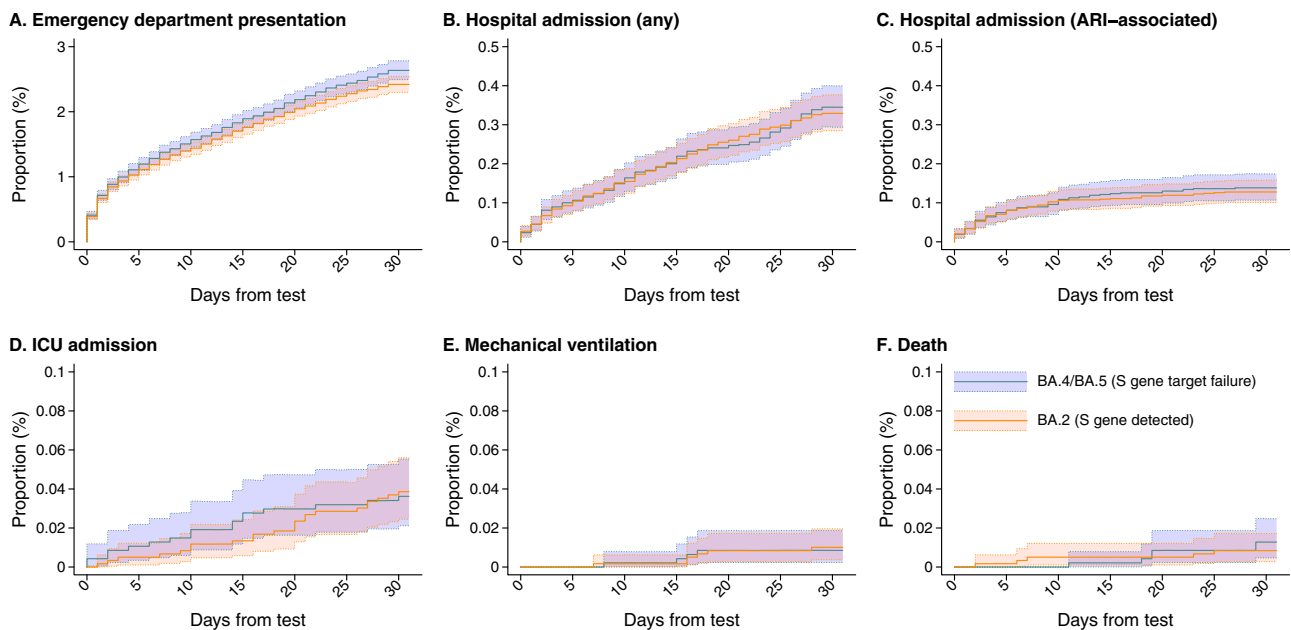 A. Emergency department presentation
Proportion (%)
3
2
1
0
0 5 10 15 20 25 30
Days from test
B. Hospital admission (any)
Proportion (%)
0.5
0.4
0.3
0.2
0.1
0
0 5 10 15 20 25 30
Days from test
C. Hospital admission (ARI−associated)
Proportion (%)
0.5
0.4
0.3
0.2
0.1
0
0 5 10 15 20 25 30
Days from test
D. ICU admission
Proportion (%)
0.1
0.08
0.06
0.04
0.02
0
0 5 10 15 20 25 30
Days from test
E. Mechanical ventilation
Proportion (%)
0.1
0.08
0.06
0.04
0.02
0
0 5 10 15 20 25 30
Days from test
F. Death
Proportion (%)
0.1
0.08
0.06
0.04
0.02
0
0 5 10 15 20 25 30
Days from test
BA.4/BA.5 (S gene target failure)
BA.2 (S gene detected)